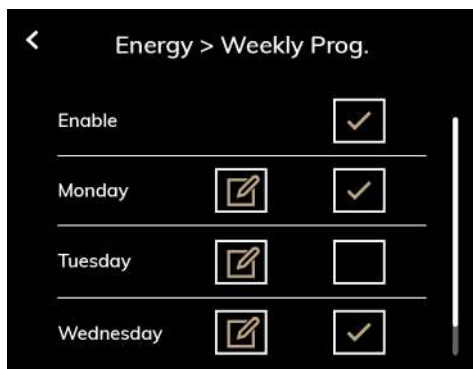 Energy > Weekly Prog.
Enable
Monday
Tuesday
Wednesday